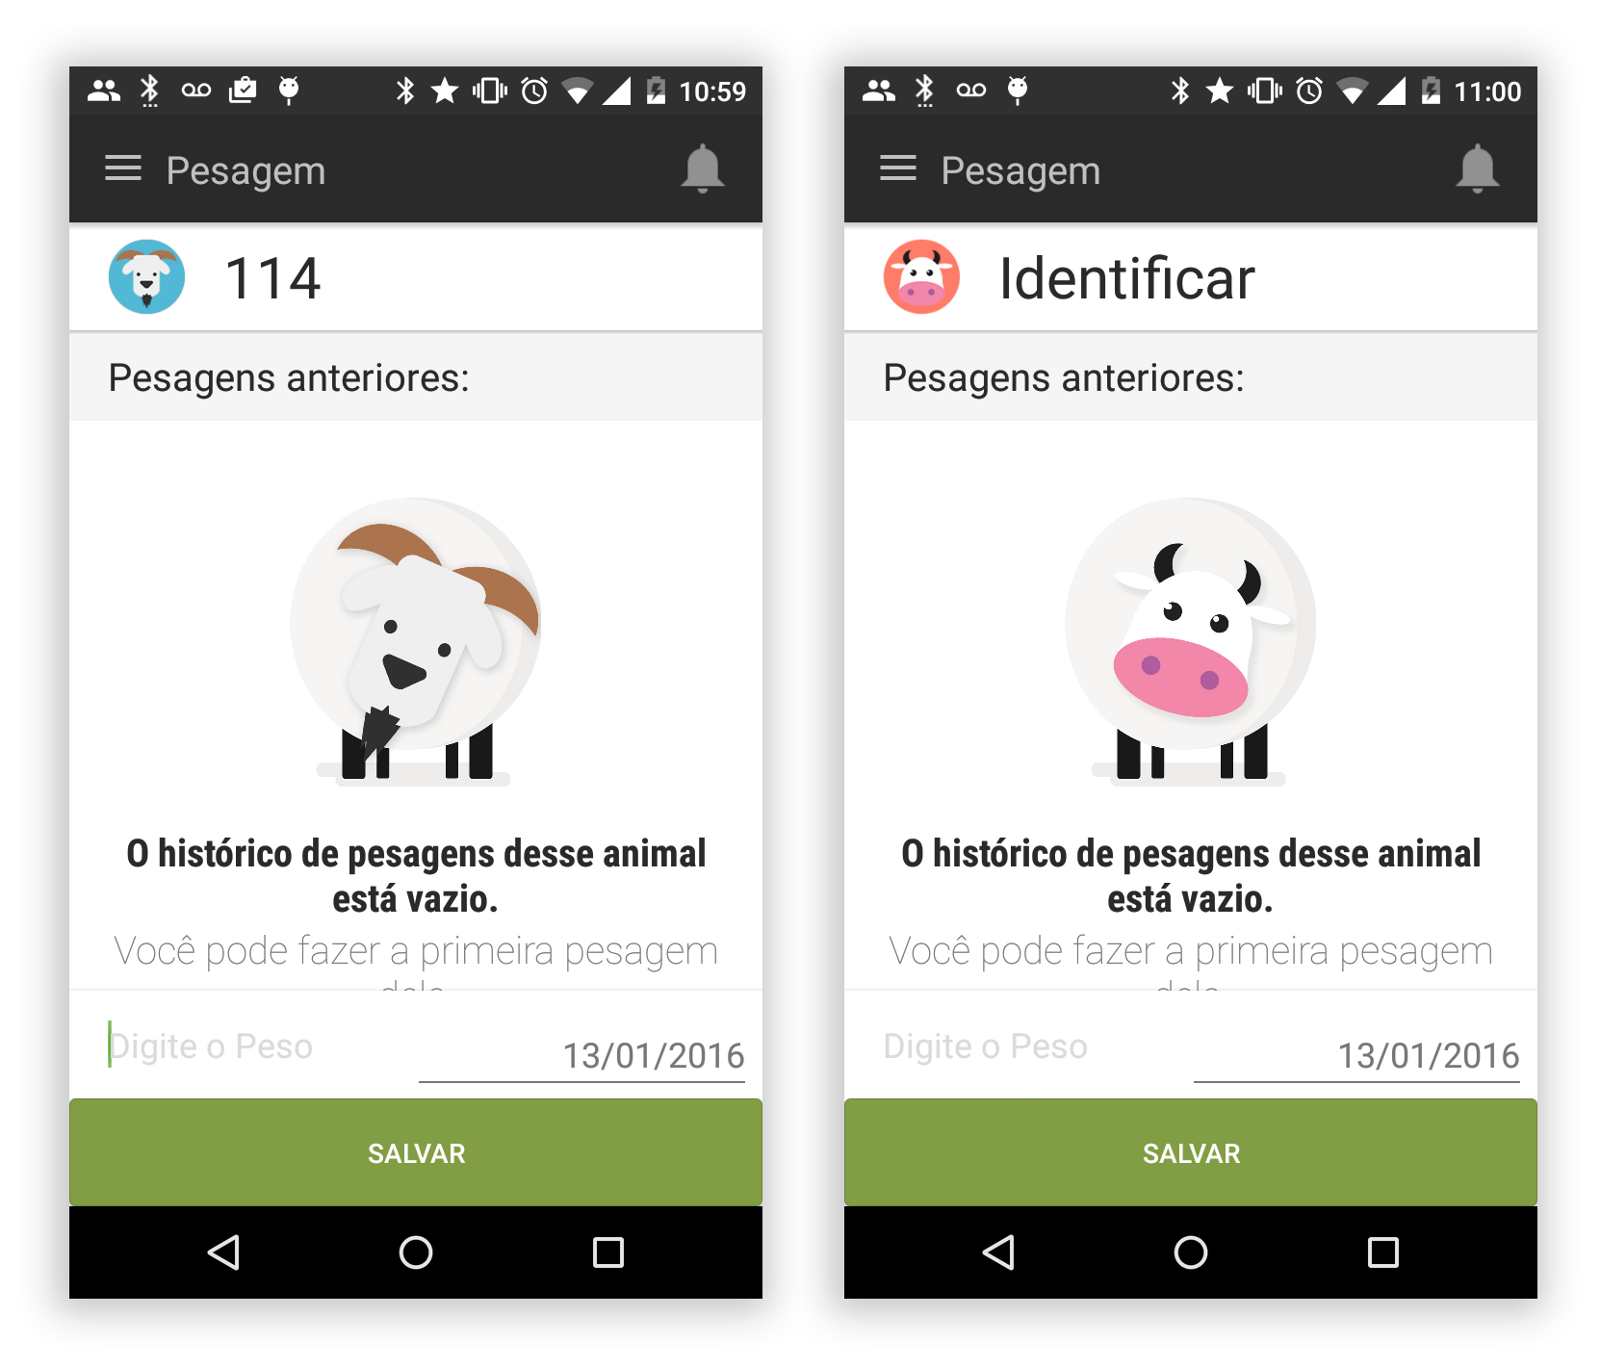 10:59
Pesagem
114
Pesagens anteriores:
O histórico de pesagens desse animal
está vazio.
Você pode fazer a primeira pesagem
Digite o Peso
13/01/2016
SALVAR
11:00
Pesagem
Identificar
Pesagens anteriores:
O histórico de pesagens desse animal
está vazio.
Você pode fazer a primeira pesagem
Digite o Peso
13/01/2016
SALVAR